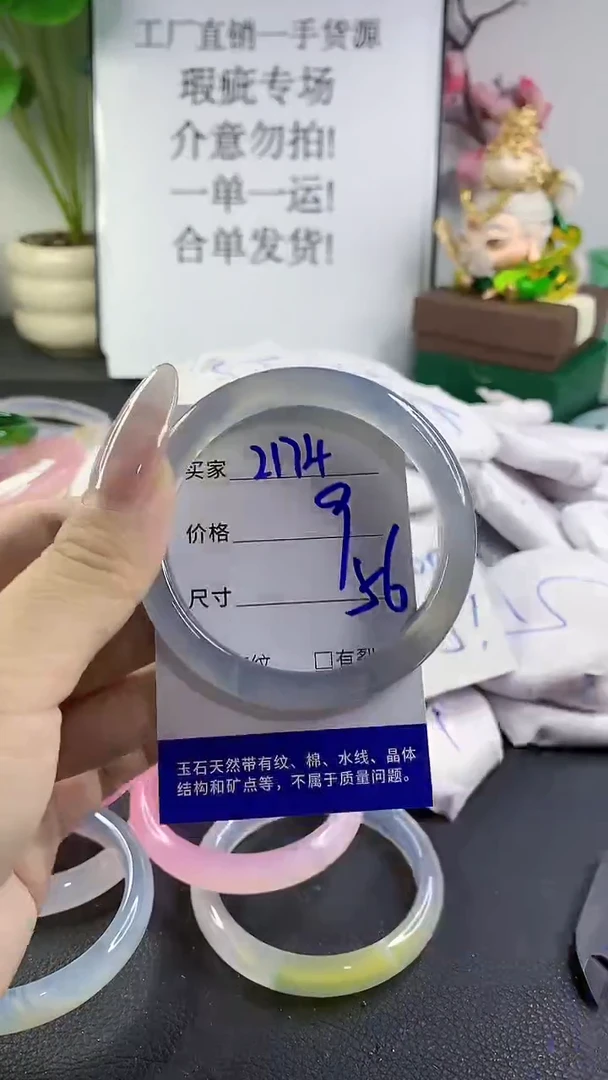 工厂直销一手货源
瑕疵专场
介意勿拍!
一单一运!
合单发货!
买家 2174
价格 9
尺寸 56
纹 □有裂
玉石天然带有纹、棉、水线、晶体
结构和矿点等，不属于质量问题。